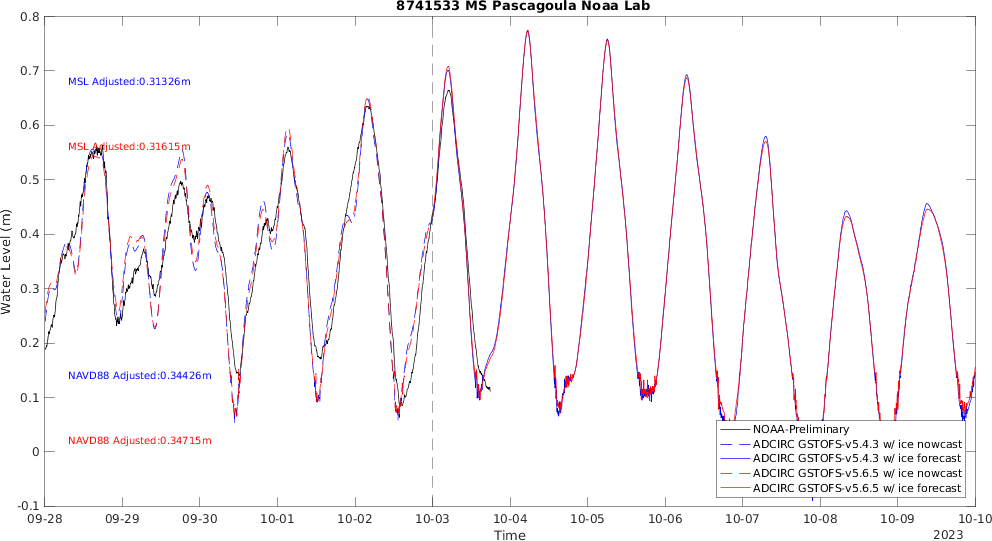 8741533 MS Pascagoula Noaa Lab
0.8
0.7
MSL Adjusted:0.31326m
0.6
MSL Adjusted:0.31615m
0.5
0.4
Water Level (m)
0.3
0.2
NAVD88 Adjusted:0.34426m
0.1
NAVD88 Adjusted:0.34715m
0
-0.1
NOAA-Preliminary
ADCIRC GSTOFS-v5.4.3 w/ ice nowcast
ADCIRC GSTOFS-v5.4.3 w/ ice forecast
ADCIRC GSTOFS-v5.6.5 w/ ice nowcast
ADCIRC GSTOFS-v5.6.5 w/ ice forecast
09-28 09-29 09-30 10-01 10-02 10-03 10-04 10-05 10-06 10-07 10-08 10-09 10-10
Time
2023